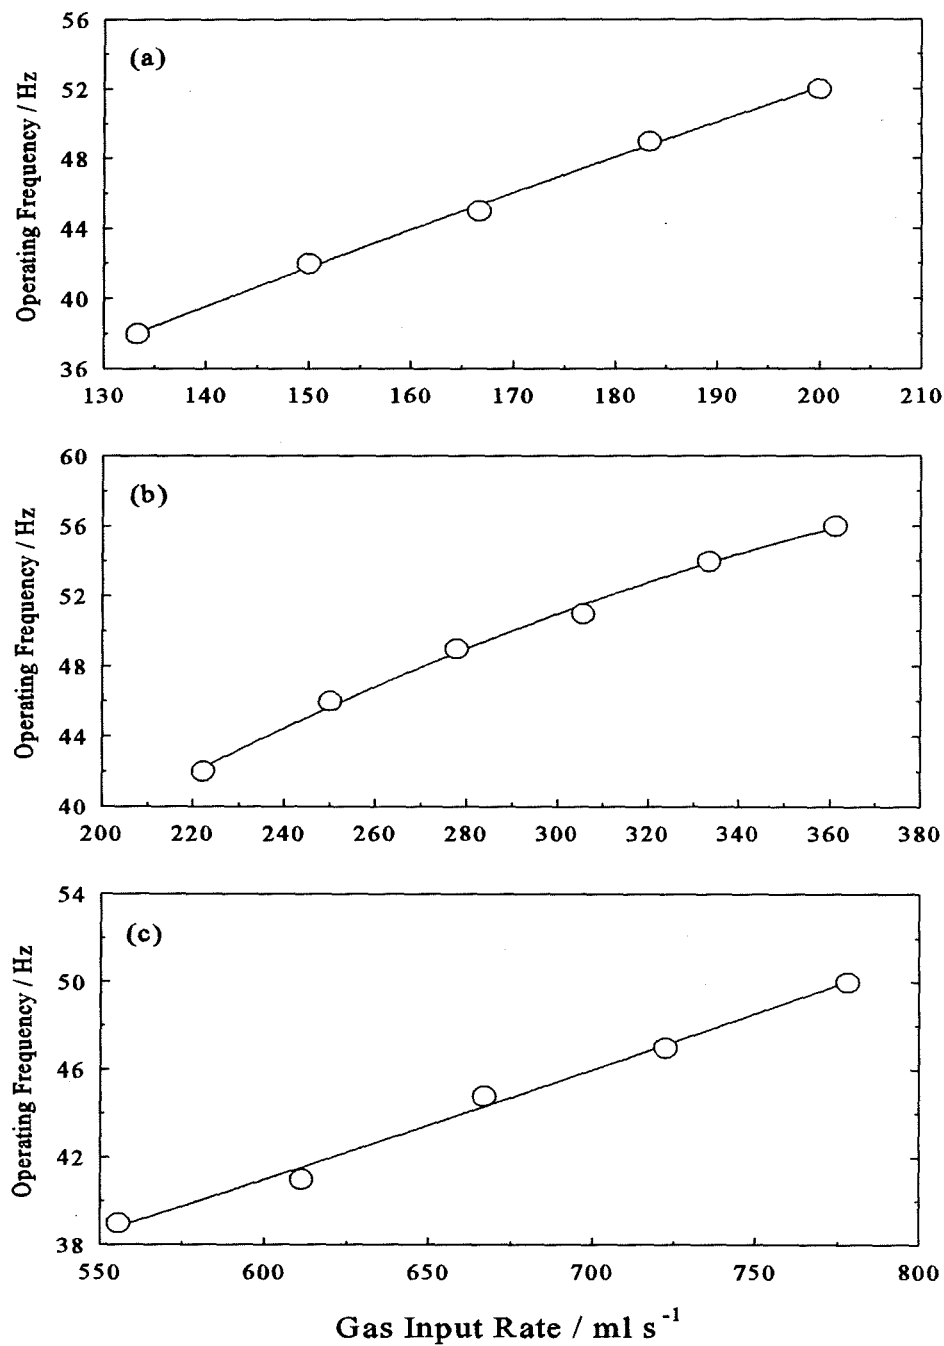 56
(a)
52
48
44
40
36
Operating Frequency / Hz
130 140 150 160 170 180 190 200 210
60
(b)
56
52
48
44
40
Operating Frequency / Hz
200 220 240 260 280 300 320 340 360 380
54
(c)
50
46
42
38
Operating Frequency / Hz
550 600 650 700 750 800
Gas Input Rate / ml s⁻¹